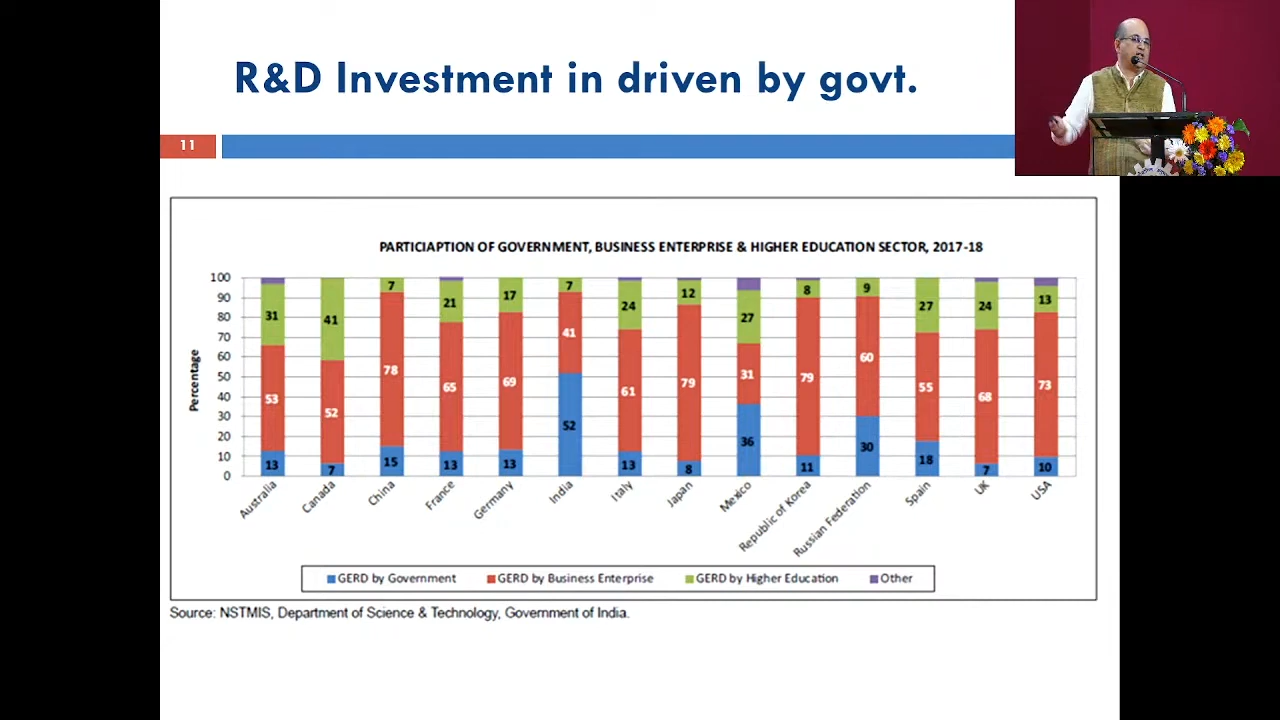 R&D Investment in driven by govt.
11
PARTICIAPTION OF GOVERNMENT, BUSINESS ENTERPRISE & HIGHER EDUCATION SECTOR, 2017-18
Percentage
100
90
80
70
60
50
40
30
20
10
0
31 41 7 21 17 7 24 12 27 8 9 27 24 13
53 52 78 65 69 41 61 79 31 79 60 55 68 73
13 7 15 13 13 52 13 8 36 11 30 18 7 10
Australia
Canada
China
France
Germany
India
Italy
Japan
Mexico
Republic of Korea
Russian Federation
Spain
UK
USA
GERD by Government GERD by Business Enterprise GERD by Higher Education Other
Source: NSTMIS, Department of Science & Technology, Government of India.